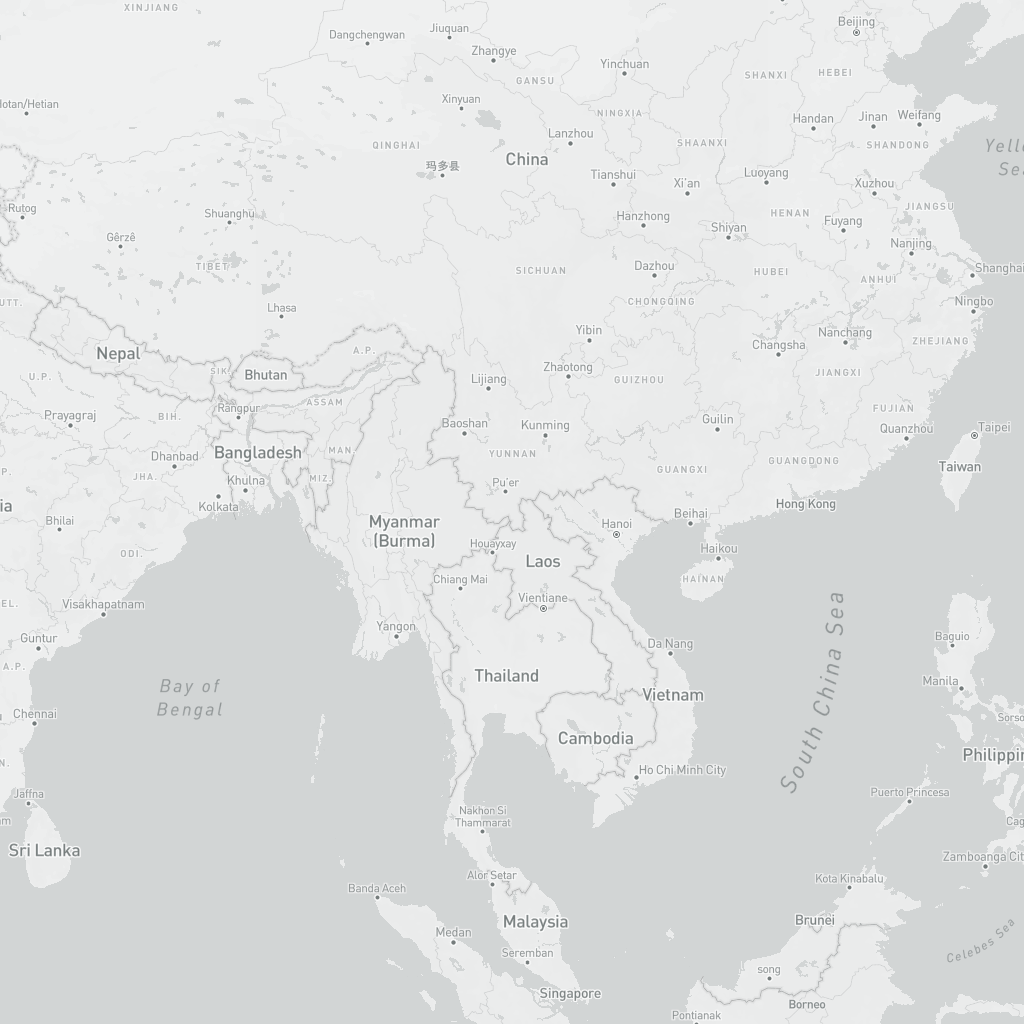 XINJIANG
Beijing
Dangchengwan
Jiuquan
Zhangye
Yinchuan
SHANXI
HEBEI
GANSU
Hotan/Hetian
Xinyuan
NINGXIA
Handan
Jinan
Weifang
Lanzhou
QINGHAI
China
SHAANXI
SHANDONG
玛多县
Tianshui
Xi'an
Luoyang
Xuzhou
Rutog
Shuanghu
Hanzhong
Shiyan
HENAN
Fuyang
JIANGSU
Gêrzê
Nanjing
TIBET
SICHUAN
Dazhou
HUBEI
ANHUI
Shanghai
UTT.
Lhasa
CHONGQING
Ningbo
Yibin
Changsha
Nanchang
ZHEJIANG
Nepal
A.P.
SIK.
Bhutan
Lijiang
Zhaotong
GUIZHOU
JIANGXI
U.P.
ASSAM
Rangpur
Prayagraj
BIH.
Baoshan
Kunming
Guilin
FUJIAN
Quanzhou
Taipei
Dhanbad
Bangladesh
MAN.
YUNNAN
GUANGXI
GUANGDONG
Taiwan
JHA.
Khulna
MIZ.
Pu'er
Kolkata
Hong Kong
ia
Bhilai
Myanmar
(Burma)
Hanoi
Beihai
ODI.
Houayxay
Laos
Haikou
Chiang Mai
HAINAN
Visakhapatnam
Vientiane
Yangon
Guntur
Da Nang
Baguio
A.P.
Thailand
Bay of
Bengal
Vietnam
Manila
South China Sea
Chennai
Cambodia
Ho Chi Minh City
Philippin
Jaffna
Nakhon Si
Thammarat
Puerto Princesa
Sri Lanka
Zamboanga Cit
Banda Aceh
Alor Setar
Kota Kinabalu
Malaysia
Brunei
Medan
Seremban
Celebes Sea
song
Singapore
Borneo
Pontianak